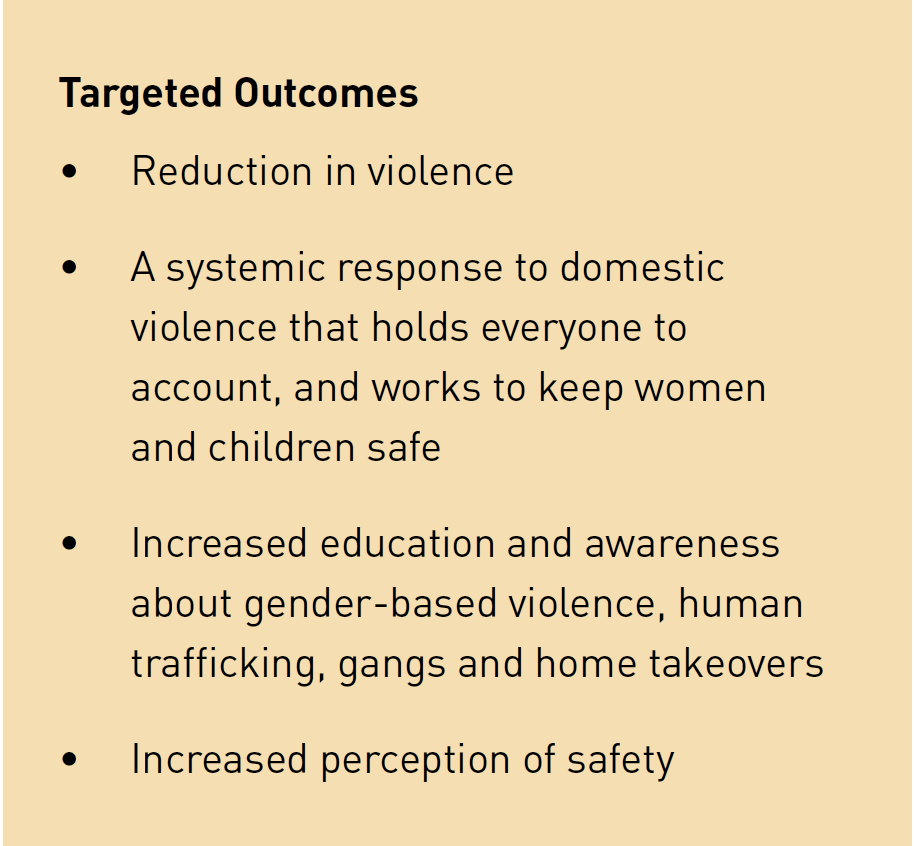 Targeted Outcomes
• Reduction in violence
• A systemic response to domestic
violence that holds everyone to
account, and works to keep women
and children safe
• Increased education and awareness
about gender-based violence, human
trafficking, gangs and home takeovers
• Increased perception of safety